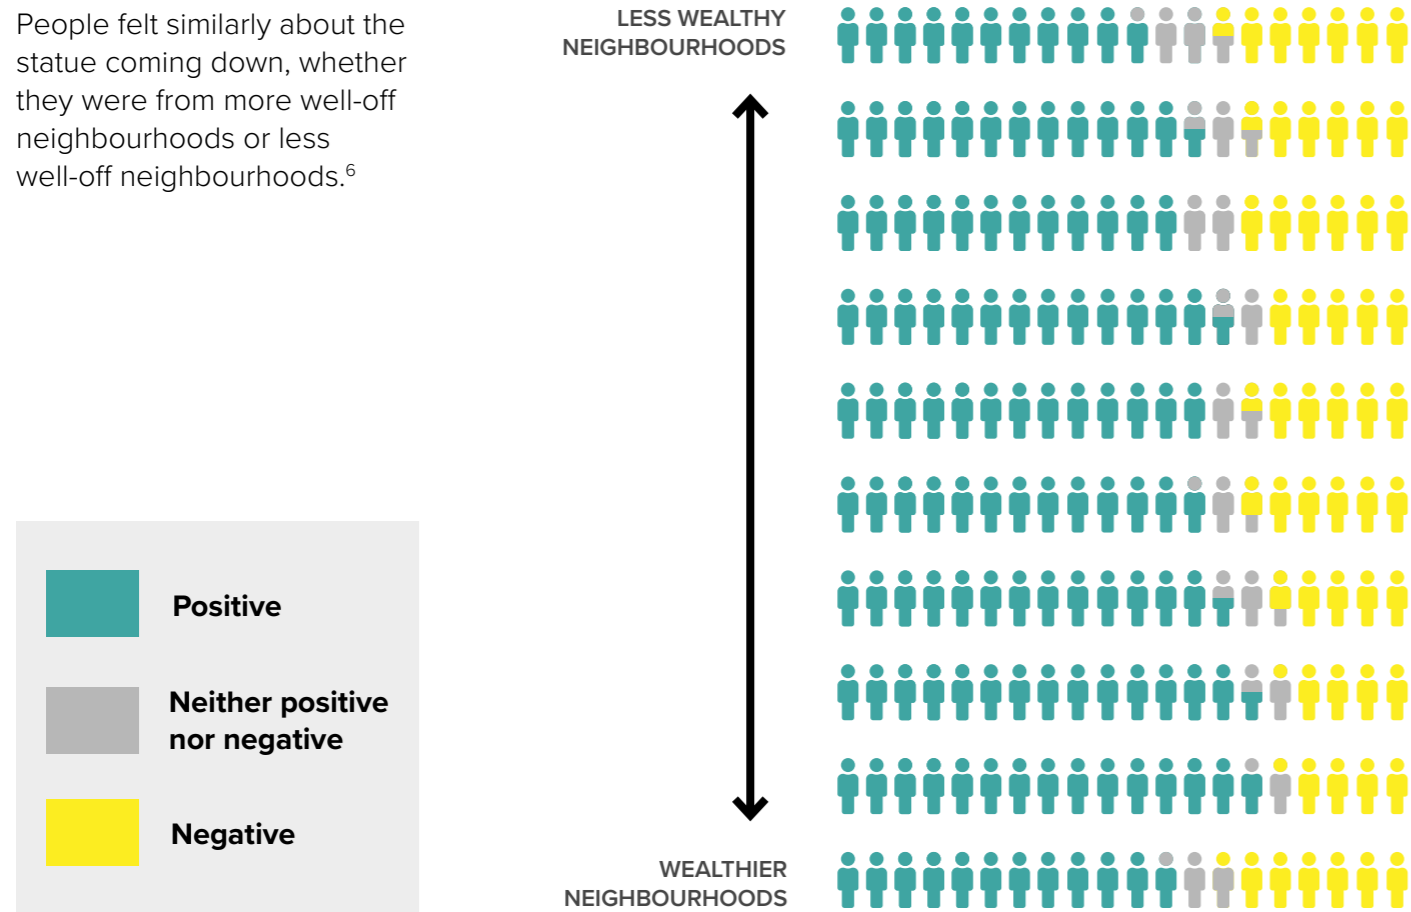 People felt similarly about the
statue coming down, whether
they were from more well-off
neighbourhoods or less
well-off neighbourhoods.⁶
LESS WEALTHY
NEIGHBOURHOODS
WEALTHIER
NEIGHBOURHOODS
Positive
Neither positive
nor negative
Negative